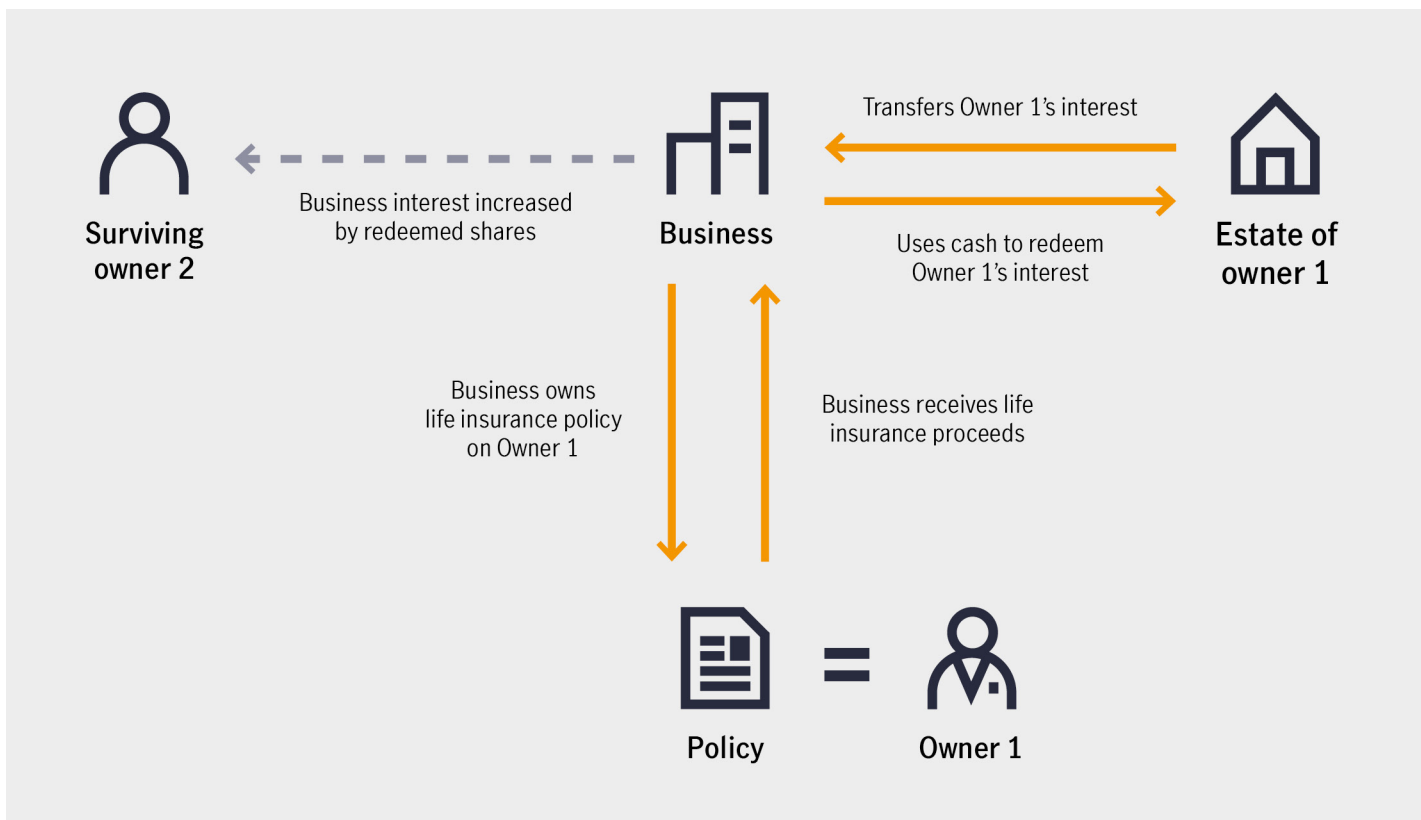 Transfers Owner 1’s interest
Business interest increased
by redeemed shares
Surviving
owner 2
Business
Uses cash to redeem
Owner 1’s interest
Estate of
owner 1
Business owns
life insurance policy
on Owner 1
Business receives life
insurance proceeds
Policy
=
Owner 1